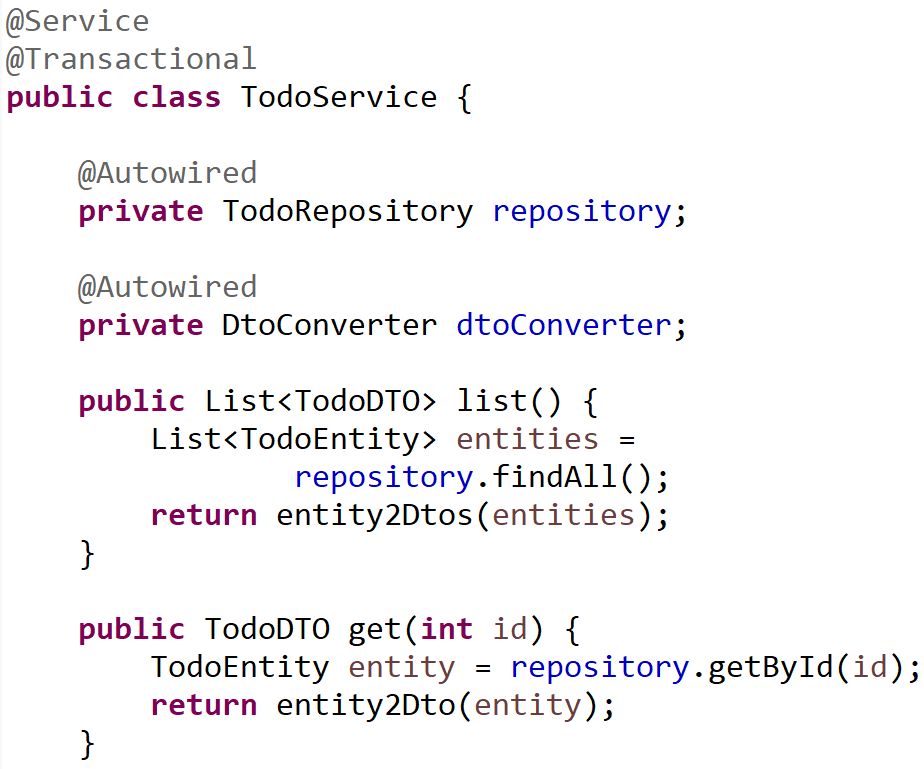 @Service
@Transactional
public class TodoService {
@Autowired
private TodoRepository repository;
@Autowired
private DtoConverter dtoConverter;
public List<TodoDTO> list() {
List<TodoEntity> entities =
repository.findAll();
return entity2Dtos(entities);
}
public TodoDTO get(int id) {
TodoEntity entity = repository.getById(id);
return entity2Dto(entity);
}